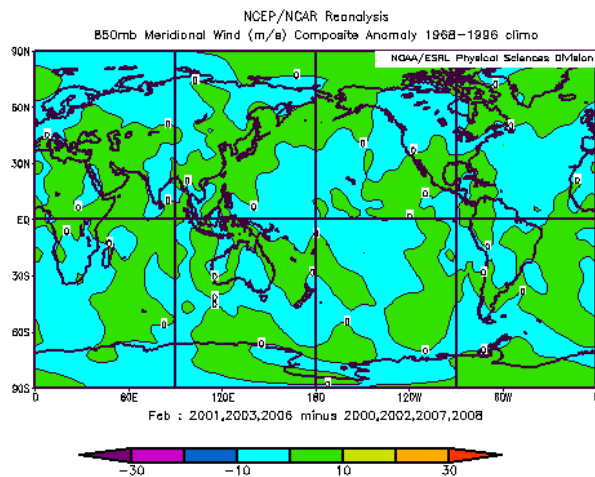 NCEP/NCAR Reanalysis
850mb Meridional Wind (m/s) Composite Anomaly 1968-1996 climo
NOAA/ESRL Physical Sciences Division
90N
60N
30N
EQ
30S
60S
90S
0 60E 120E 180 120W 60W 0
Feb : 2001,2003,2006 minus 2000,2002,2007,2008
-30 -10 10 30